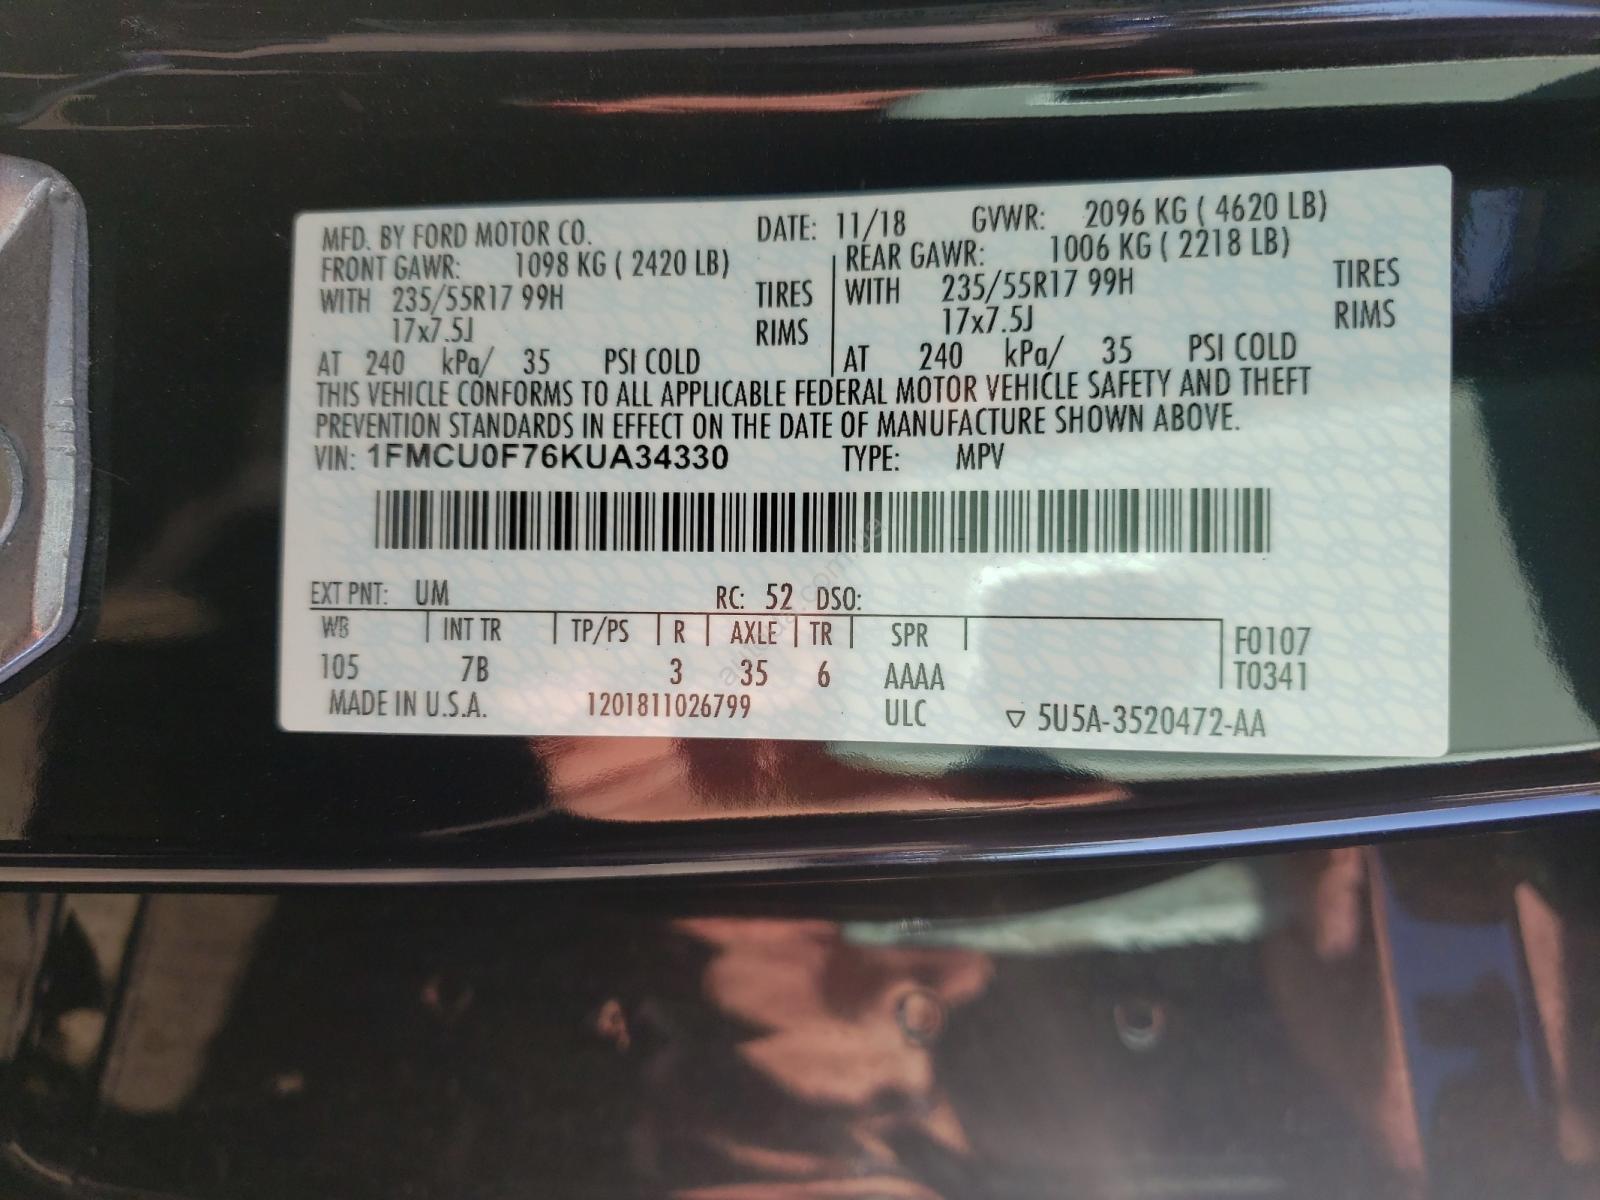 MFD. BY FORD MOTOR CO. DATE: 11/18 GVWR: 2096 KG ( 4620 LB)
FRONT GAWR: 1098 KG ( 2420 LB) REAR GAWR: 1006 KG ( 2218 LB)
WITH 235/55R17 99H TIRES WITH 235/55R17 99H TIRES
17x7.5J RIMS 17x7.5J RIMS
AT 240 kPa/ 35 PSI COLD AT 240 kPa/ 35 PSI COLD
THIS VEHICLE CONFORMS TO ALL APPLICABLE FEDERAL MOTOR VEHICLE SAFETY AND THEFT
PREVENTION STANDARDS IN EFFECT ON THE DATE OF MANUFACTURE SHOWN ABOVE.
VIN: 1FMCU0F76KUA34330 TYPE: MPV
EXT PNT: UM RC: 52 DSO:
WB INT TR TP/PS R AXLE TR SPR F0107
105 7B 3 35 6 AAAA T0341
MADE IN U.S.A. 1201811026799 ULC ▽ 5U5A-3520472-AA